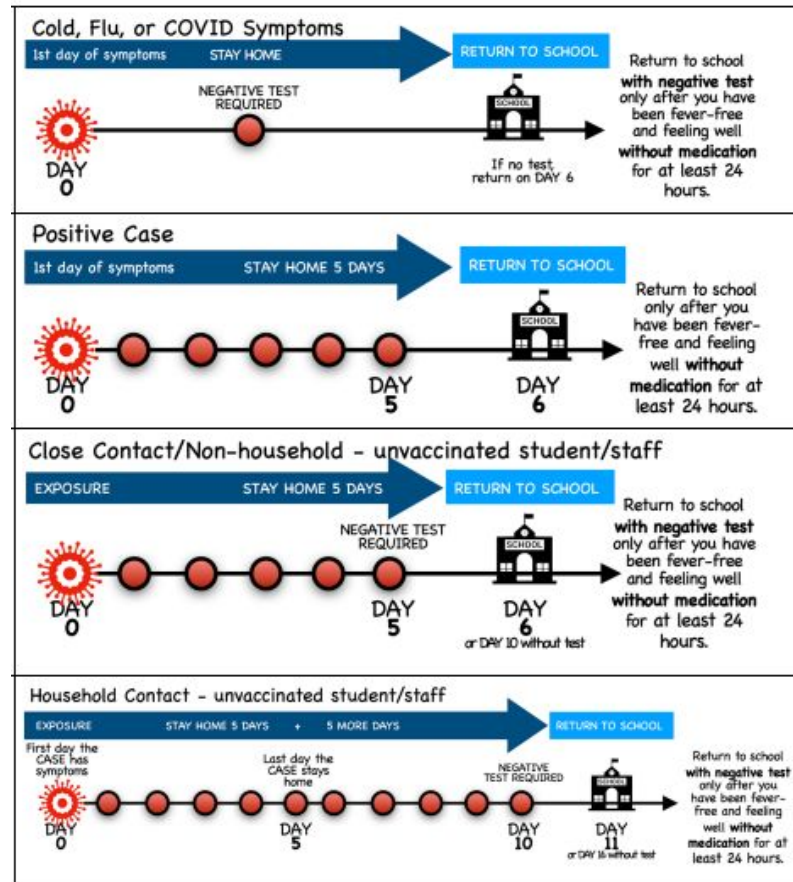 Cold, Flu, or COVID Symptoms
1st day of symptoms STAY HOME
RETURN TO SCHOOL
NEGATIVE TEST
REQUIRED
SCHOOL
DAY
0
If no test,
return on DAY 6
Return to school
with negative test
only after you have
been fever-free
and feeling well
without medication
for at least 24
hours.
Positive Case
1st day of symptoms STAY HOME 5 DAYS
RETURN TO SCHOOL
SCHOOL
DAY
0
DAY
5
DAY
6
Return to school
only after you
have been fever-
free and feeling
well without
medication for at
least 24 hours.
Close Contact/Non-household - unvaccinated student/staff
EXPOSURE STAY HOME 5 DAYS
RETURN TO SCHOOL
NEGATIVE TEST
REQUIRED
SCHOOL
DAY
0
DAY
5
DAY
6
or DAY 10 without test
Return to school
with negative test
only after you have
been fever-free
and feeling well
without medication
for at least 24
hours.
Household Contact - unvaccinated student/staff
EXPOSURE STAY HOME 5 DAYS + 5 MORE DAYS
RETURN TO SCHOOL
First day the
CASE has
symptoms
Last day the
CASE stays
home
NEGATIVE
TEST REQUIRED
SCHOOL
DAY
0
DAY
5
DAY
10
DAY
11
or DAY 16 without test
Return to school
with negative test
only after you
have been fever-
free and feeling
well without
medication for at
least 24 hours.